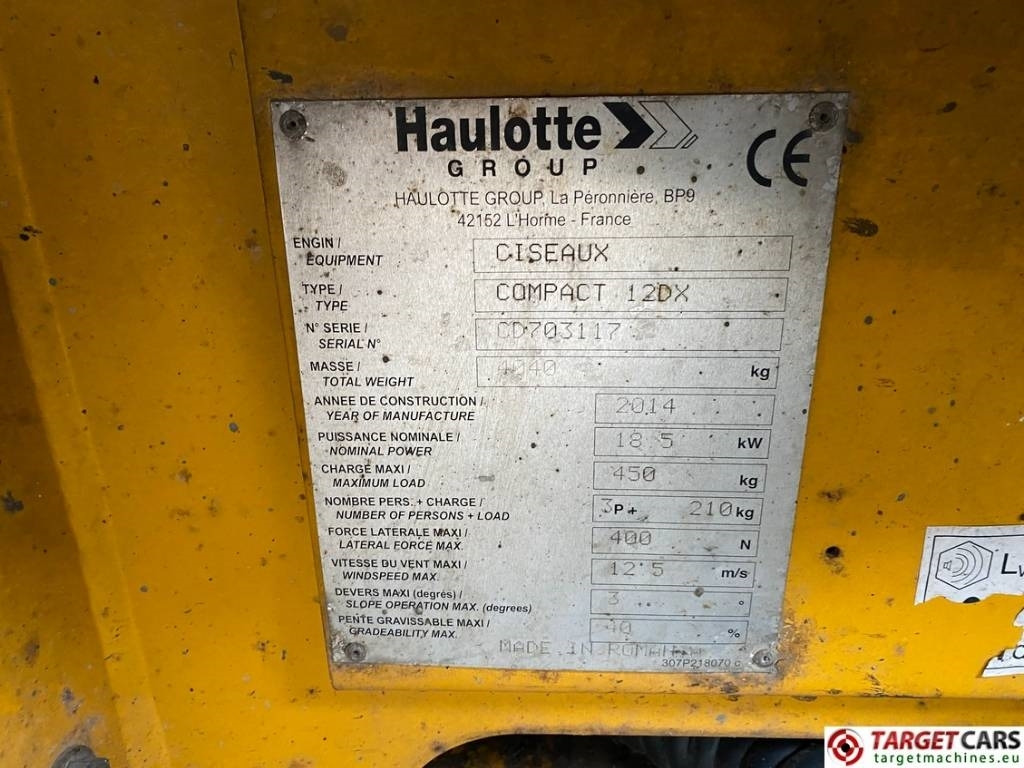 Haulotte
GROUP
CE
HAULOTTE GROUP, La Péronnière, BP9
42152 L'Horme - France
ENGIN / EQUIPMENT CISEAUX
TYPE / TYPE COMPACT 12DX
N° SERIE / SERIAL N° CD703117
MASSE / TOTAL WEIGHT 4040 kg
ANNEE DE CONSTRUCTION / YEAR OF MANUFACTURE 2014
PUISSANCE NOMINALE / NOMINAL POWER 18.5 kW
CHARGE MAXI / MAXIMUM LOAD 450 kg
NOMBRE PERS. + CHARGE / NUMBER OF PERSONS + LOAD 3 P + 210 kg
FORCE LATERALE MAXI / LATERAL FORCE MAX. 400 N
VITESSE DU VENT MAXI / WINDSPEED MAX. 12.5 m/s
DEVERS MAXI (degrés) / SLOPE OPERATION MAX. (degrees) 3 °
PENTE GRAVISSABLE MAXI / GRADEABILITY MAX. 40 %
MADE IN ROMANIA
307P218070 c
TARGETCARS
targetmachines.eu